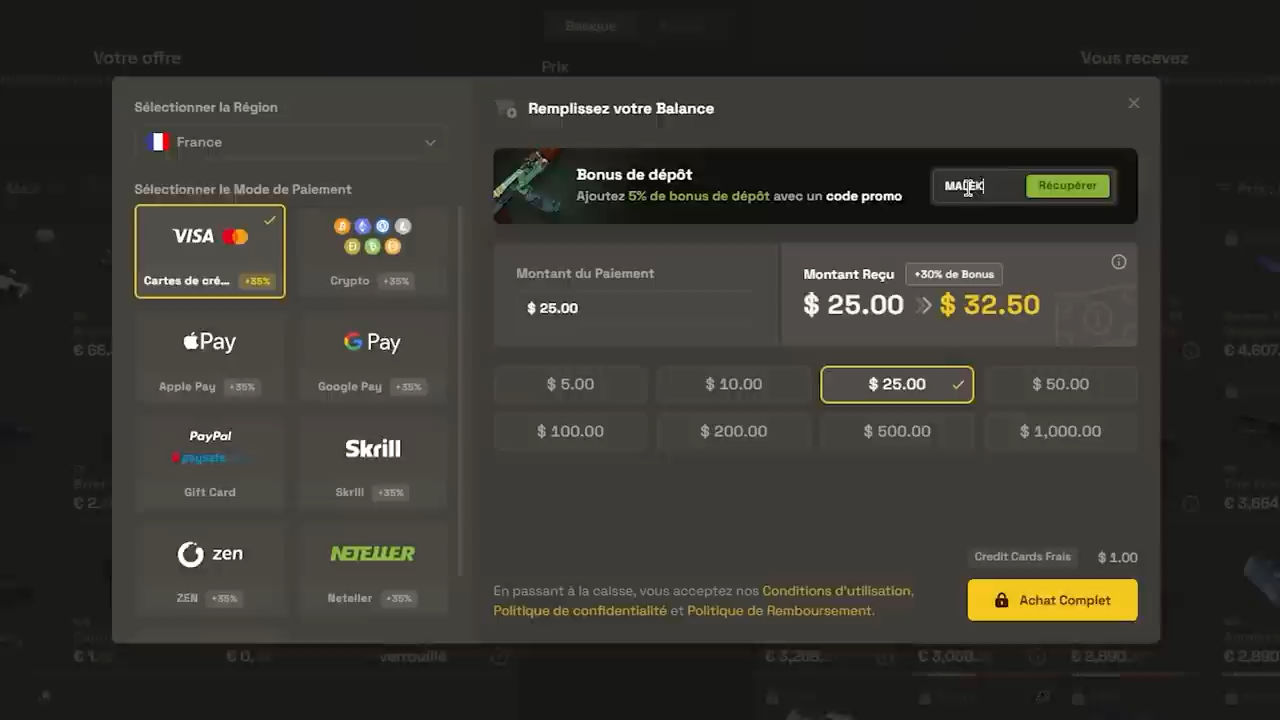 Basique
Votre offre
Prix
Vous recevez
Sélectionner la Région
France
Sélectionner le Mode de Paiement
VISA
Cartes de cré... +35%
Crypto +35%
Pay
Apple Pay +35%
G Pay
Google Pay +35%
PayPal
paysafe
Gift Card
Skrill
Skrill +35%
zen
ZEN +35%
NETELLER
Neteller +35%
Remplissez votre Balance
Bonus de dépôt
Ajoutez 5% de bonus de dépôt avec un code promo
Récupérer
Montant du Paiement
$ 25.00
Montant Reçu +30% de Bonus
$ 25.00 >> $ 32.50
$ 5.00 $ 10.00 $ 25.00 $ 50.00
$ 100.00 $ 200.00 $ 500.00 $ 1,000.00
Credit Cards Frais $ 1.00
En passant à la caisse, vous acceptez nos Conditions d'utilisation,
Politique de confidentialité et Politique de Remboursement.
Achat Complet
verrouillé